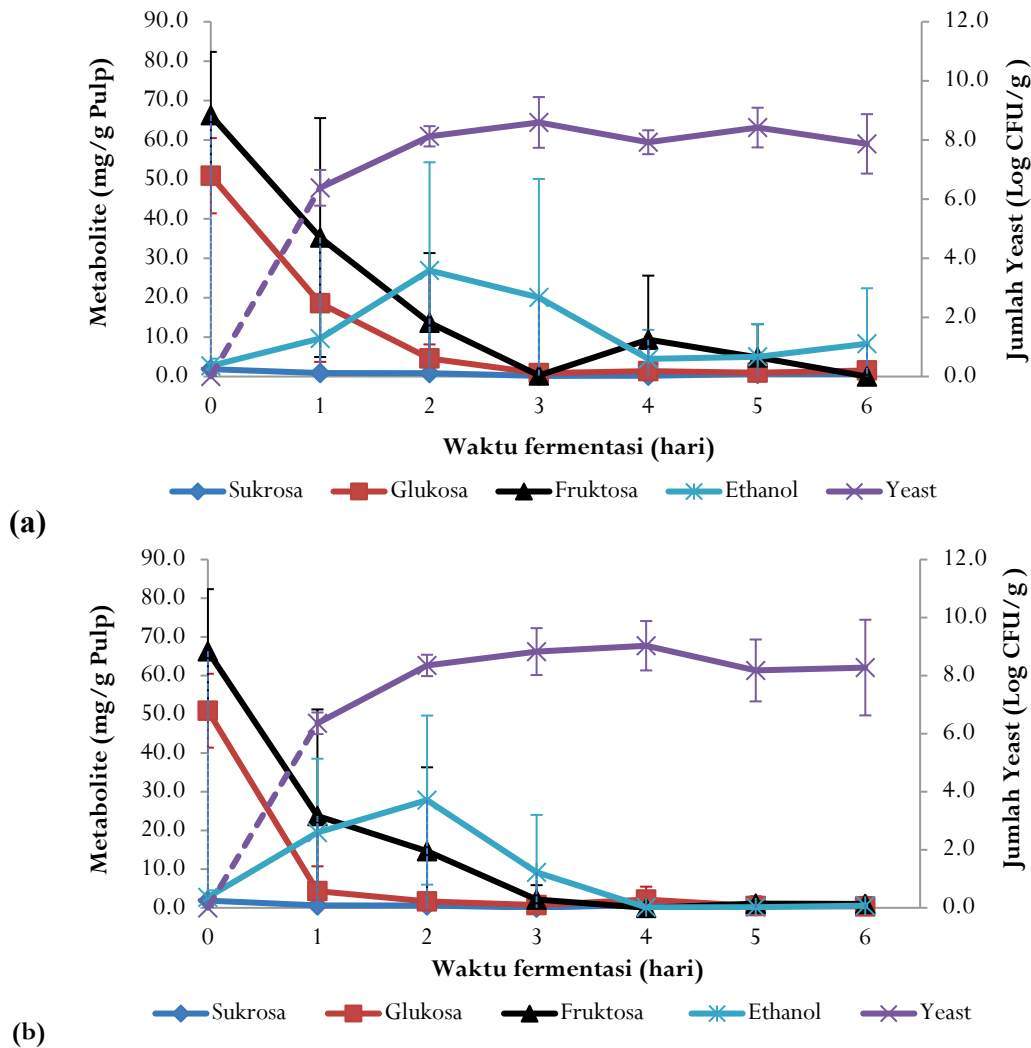 90.0
80.0
70.0
60.0
50.0
40.0
30.0
20.0
10.0
0.0
Metabolite (mg/g Pulp)
12.0
10.0
8.0
6.0
4.0
2.0
0.0
Jumlah Yeast (Log CFU/g )
0 1 2 3 4 5 6
Waktu fermentasi (hari)
Sukrosa Glukosa Fruktosa Ethanol Yeast
(a)
90.0
80.0
70.0
60.0
50.0
40.0
30.0
20.0
10.0
0.0
Metabolite (mg/g Pulp)
12.0
10.0
8.0
6.0
4.0
2.0
0.0
Jumlah Yeast (Log CFU/g )
0 1 2 3 4 5 6
Waktu fermentasi (hari)
Sukrosa Glukosa Fruktosa Ethanol Yeast
(b)